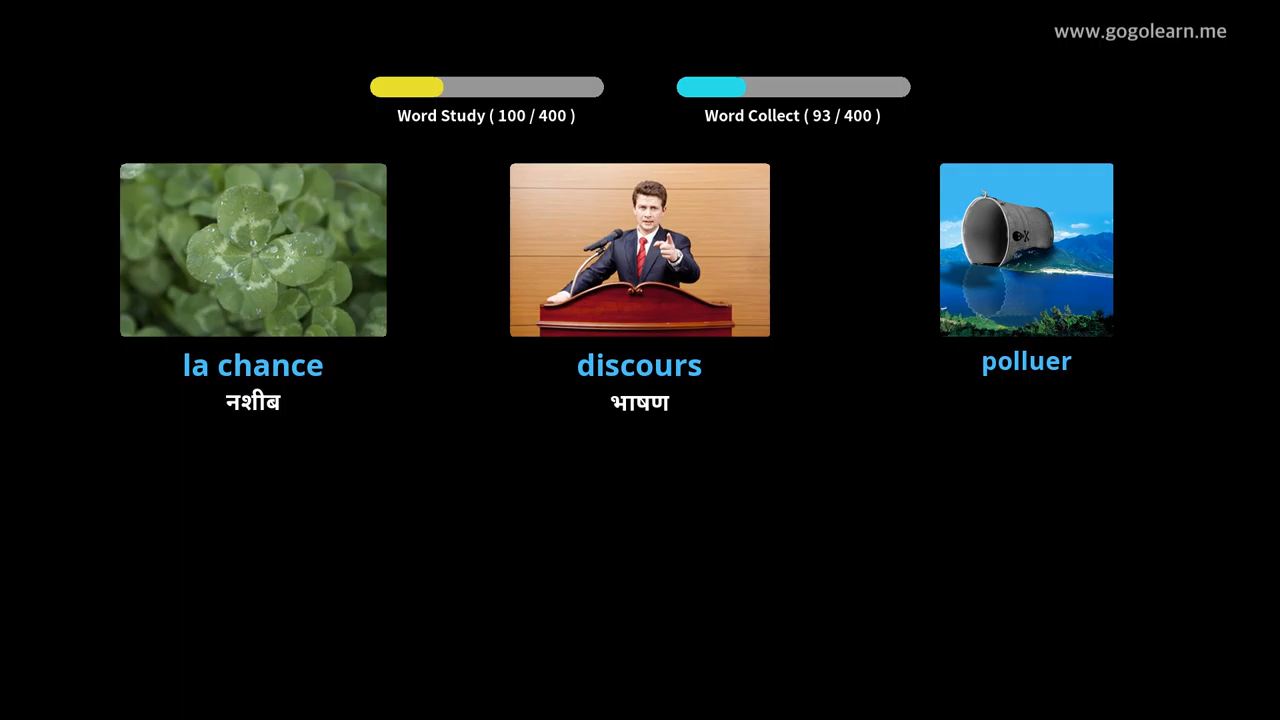 www.gogolearn.me
Word Study ( 100 / 400 )
Word Collect ( 93 / 400 )
la chance
नशीब
discours
भाषण
polluer